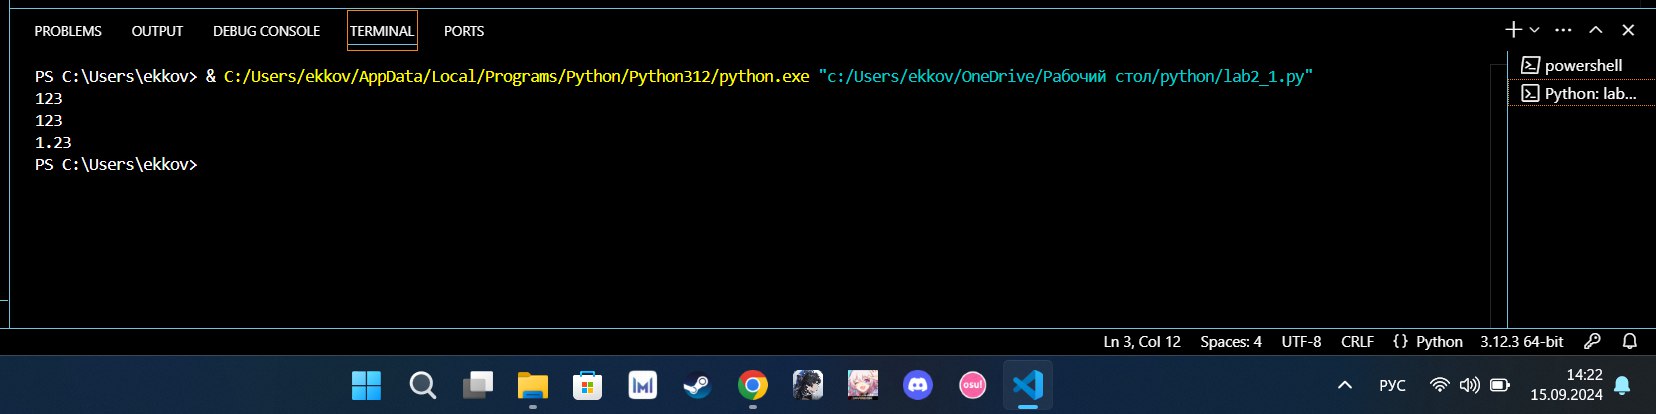 PROBLEMS OUTPUT DEBUG CONSOLE TERMINAL PORTS
PS C:\Users\ekkov> & C:/Users/ekkov/AppData/Local/Programs/Python/Python312/python.exe "c:/Users/ekkov/OneDrive/Рабочий стол/python/lab2_1.py"
123
123
1.23
PS C:\Users\ekkov>
powershell
Python: lab...
Ln 3, Col 12 Spaces: 4 UTF-8 CRLF {} Python 3.12.3 64-bit
osu!
РУС
14:22
15.09.2024